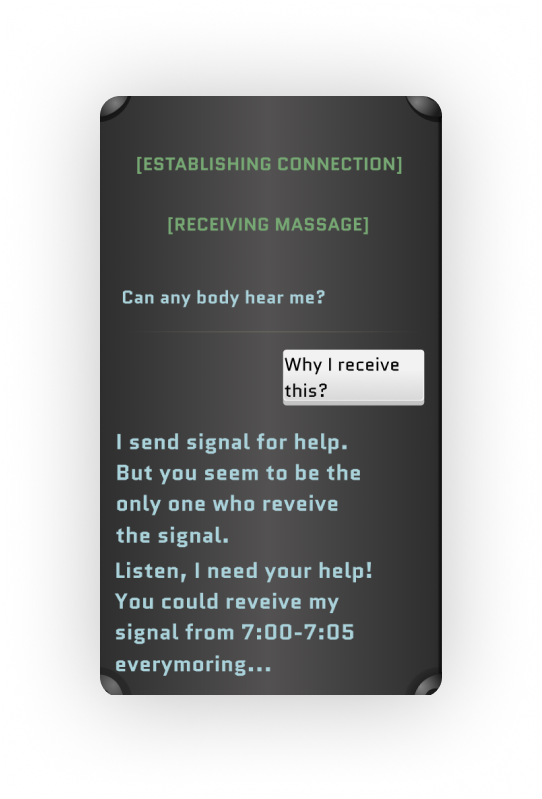 [ESTABLISHING CONNECTION]
[RECEIVING MASSAGE]
Can any body hear me?
Why I receive
this?
I send signal for help.
But you seem to be the
only one who reveive
the signal.
Listen, I need your help!
You could reveive my
signal from 7:00-7:05
everymoring...